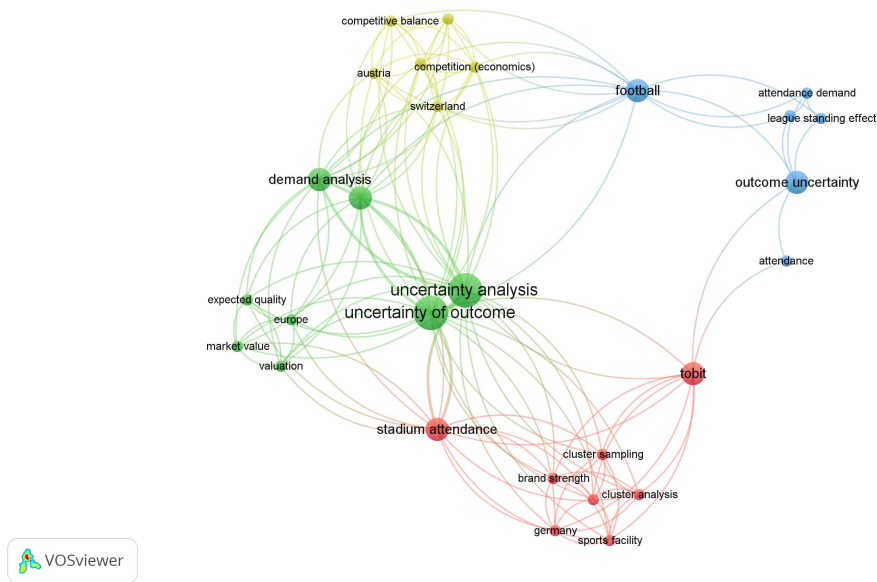 competitive balance
austria
competition (economics)
switzerland
football
attendance demand
league standing effect
demand analysis
outcome uncertainty
attendance
uncertainty analysis
expected quality
uncertainty of outcome
europe
market value
valuation
tobit
stadium attendance
cluster sampling
brand strength
cluster analysis
germany
sports facility
VOSviewer